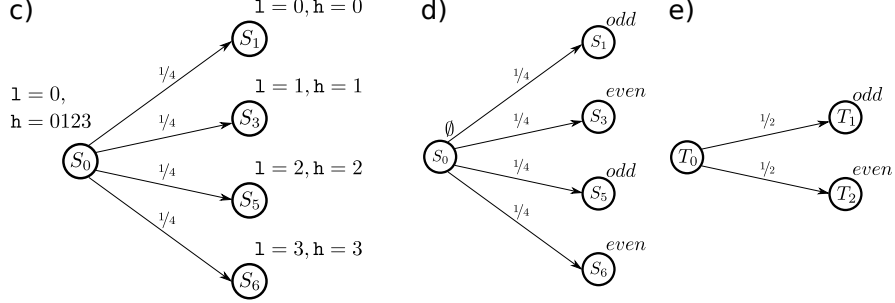 c)
l = 0, h = 0
S₁
1/4
l = 0,
h = 0123
l = 1, h = 1
S₃
1/4
S₀
l = 2, h = 2
1/4
S₅
1/4
l = 3, h = 3
S₆
d)
odd
S₁
1/4
even
S₃
1/4
∅
S₀
odd
1/4
S₅
1/4
even
S₆
e)
odd
T₁
1/2
T₀
1/2
even
T₂